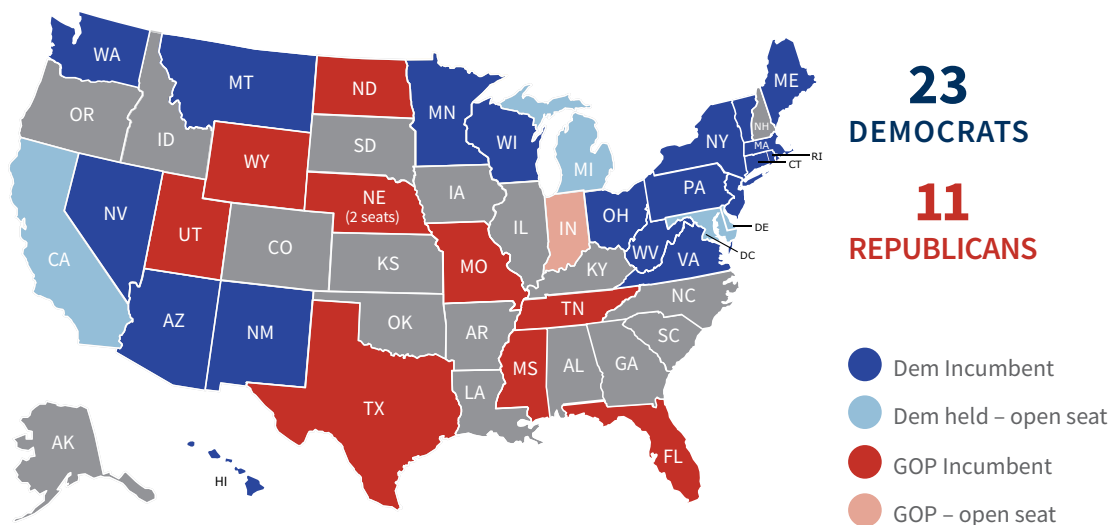 WA
MT
ND
MN
ME
OR
ID
WY
SD
WI
MI
NY
NH
MA
RI
CT
NV
UT
NE
(2 seats)
IA
IL
IN
OH
PA
DE
DC
CA
CO
KS
MO
KY
WV
VA
AZ
NM
OK
AR
TN
NC
SC
TX
LA
MS
AL
GA
FL
AK
HI
23
DEMOCRATS
11
REPUBLICANS
Dem Incumbent
Dem held – open seat
GOP Incumbent
GOP – open seat